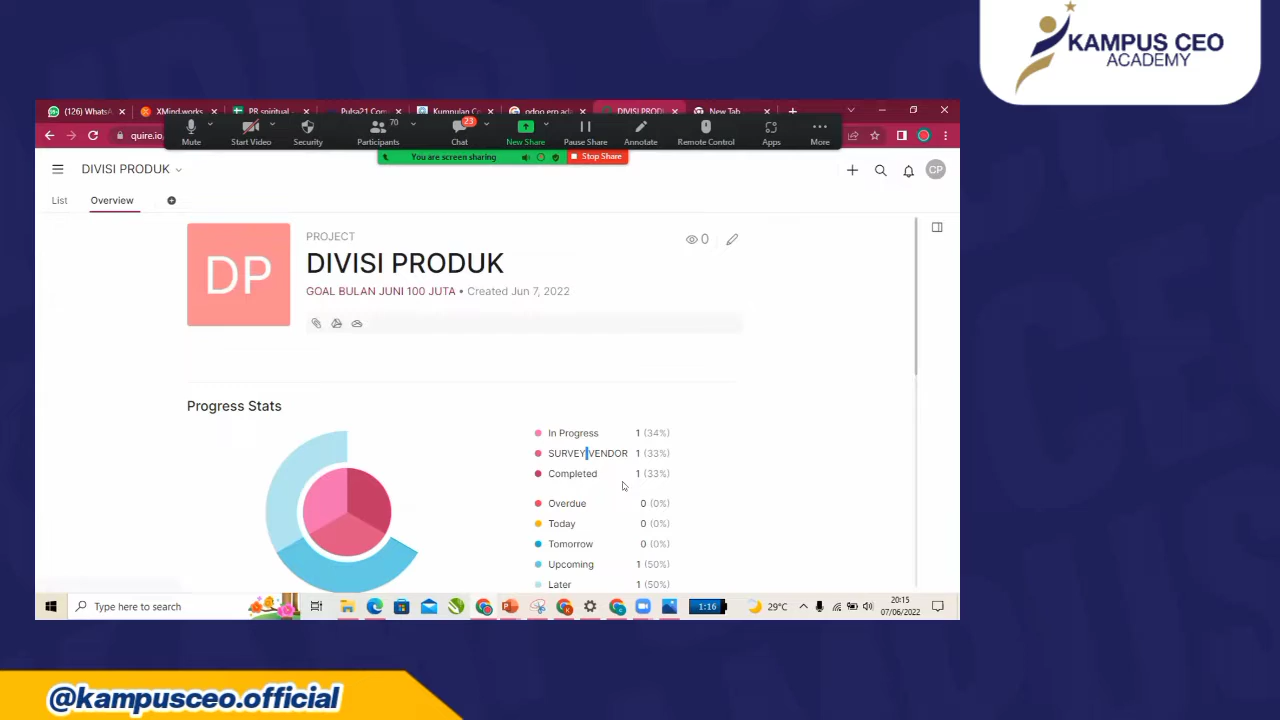 KAMPUS CEO
ACADEMY
(126) WhatsA
XMind.works
PR spiritual
Pulsa21 Com
Kumpulan Co
odoo erp ada
DIVISI PRODU
New Tab
quire.io
Mute
Start Video
Security
Participants
70
Chat
23
New Share
Pause Share
Annotate
Remote Control
Apps
More
You are screen sharing
Stop Share
DIVISI PRODUK
CP
List
Overview
DP
PROJECT
0
DIVISI PRODUK
GOAL BULAN JUNI 100 JUTA • Created Jun 7, 2022
Progress Stats
In Progress 1 (34%)
SURVEY VENDOR 1 (33%)
Completed 1 (33%)
Overdue 0 (0%)
Today 0 (0%)
Tomorrow 0 (0%)
Upcoming 1 (50%)
Later 1 (50%)
Type here to search
1:16
29°C
20:15
07/06/2022
@kampusceo.official